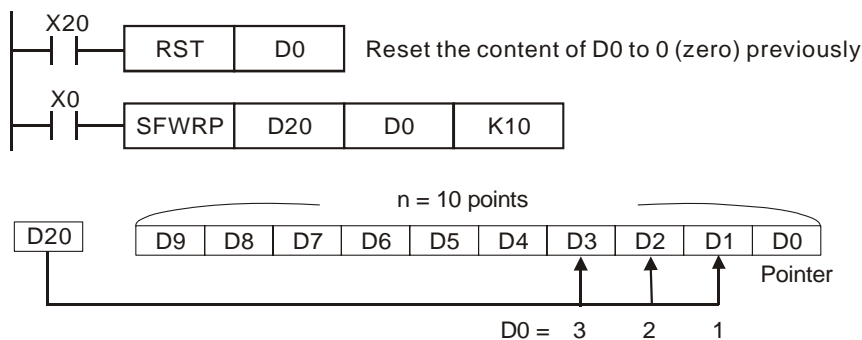 X20
RST D0 Reset the content of D0 to 0 (zero) previously
X0
SFWRP D20 D0 K10
n = 10 points
D20 D9 D8 D7 D6 D5 D4 D3 D2 D1 D0
Pointer
D0 = 3 2 1